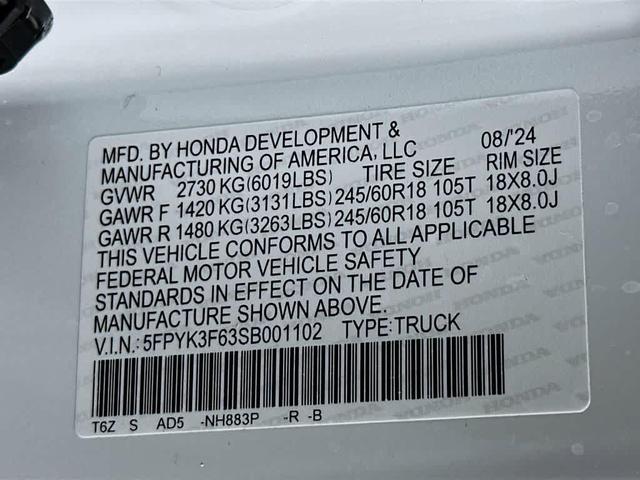 MFD. BY HONDA DEVELOPMENT &
MANUFACTURING OF AMERICA, LLC 08/'24
GVWR 2730 KG(6019LBS) TIRE SIZE RIM SIZE
GAWR F 1420 KG(3131LBS) 245/60R18 105T 18X8.0J
GAWR R 1480 KG(3263LBS) 245/60R18 105T 18X8.0J
THIS VEHICLE CONFORMS TO ALL APPLICABLE
FEDERAL MOTOR VEHICLE SAFETY
STANDARDS IN EFFECT ON THE DATE OF
MANUFACTURE SHOWN ABOVE.
V.I.N.:5FPYK3F63SB001102 TYPE:TRUCK
T6Z S AD5 -NH883P -R -B